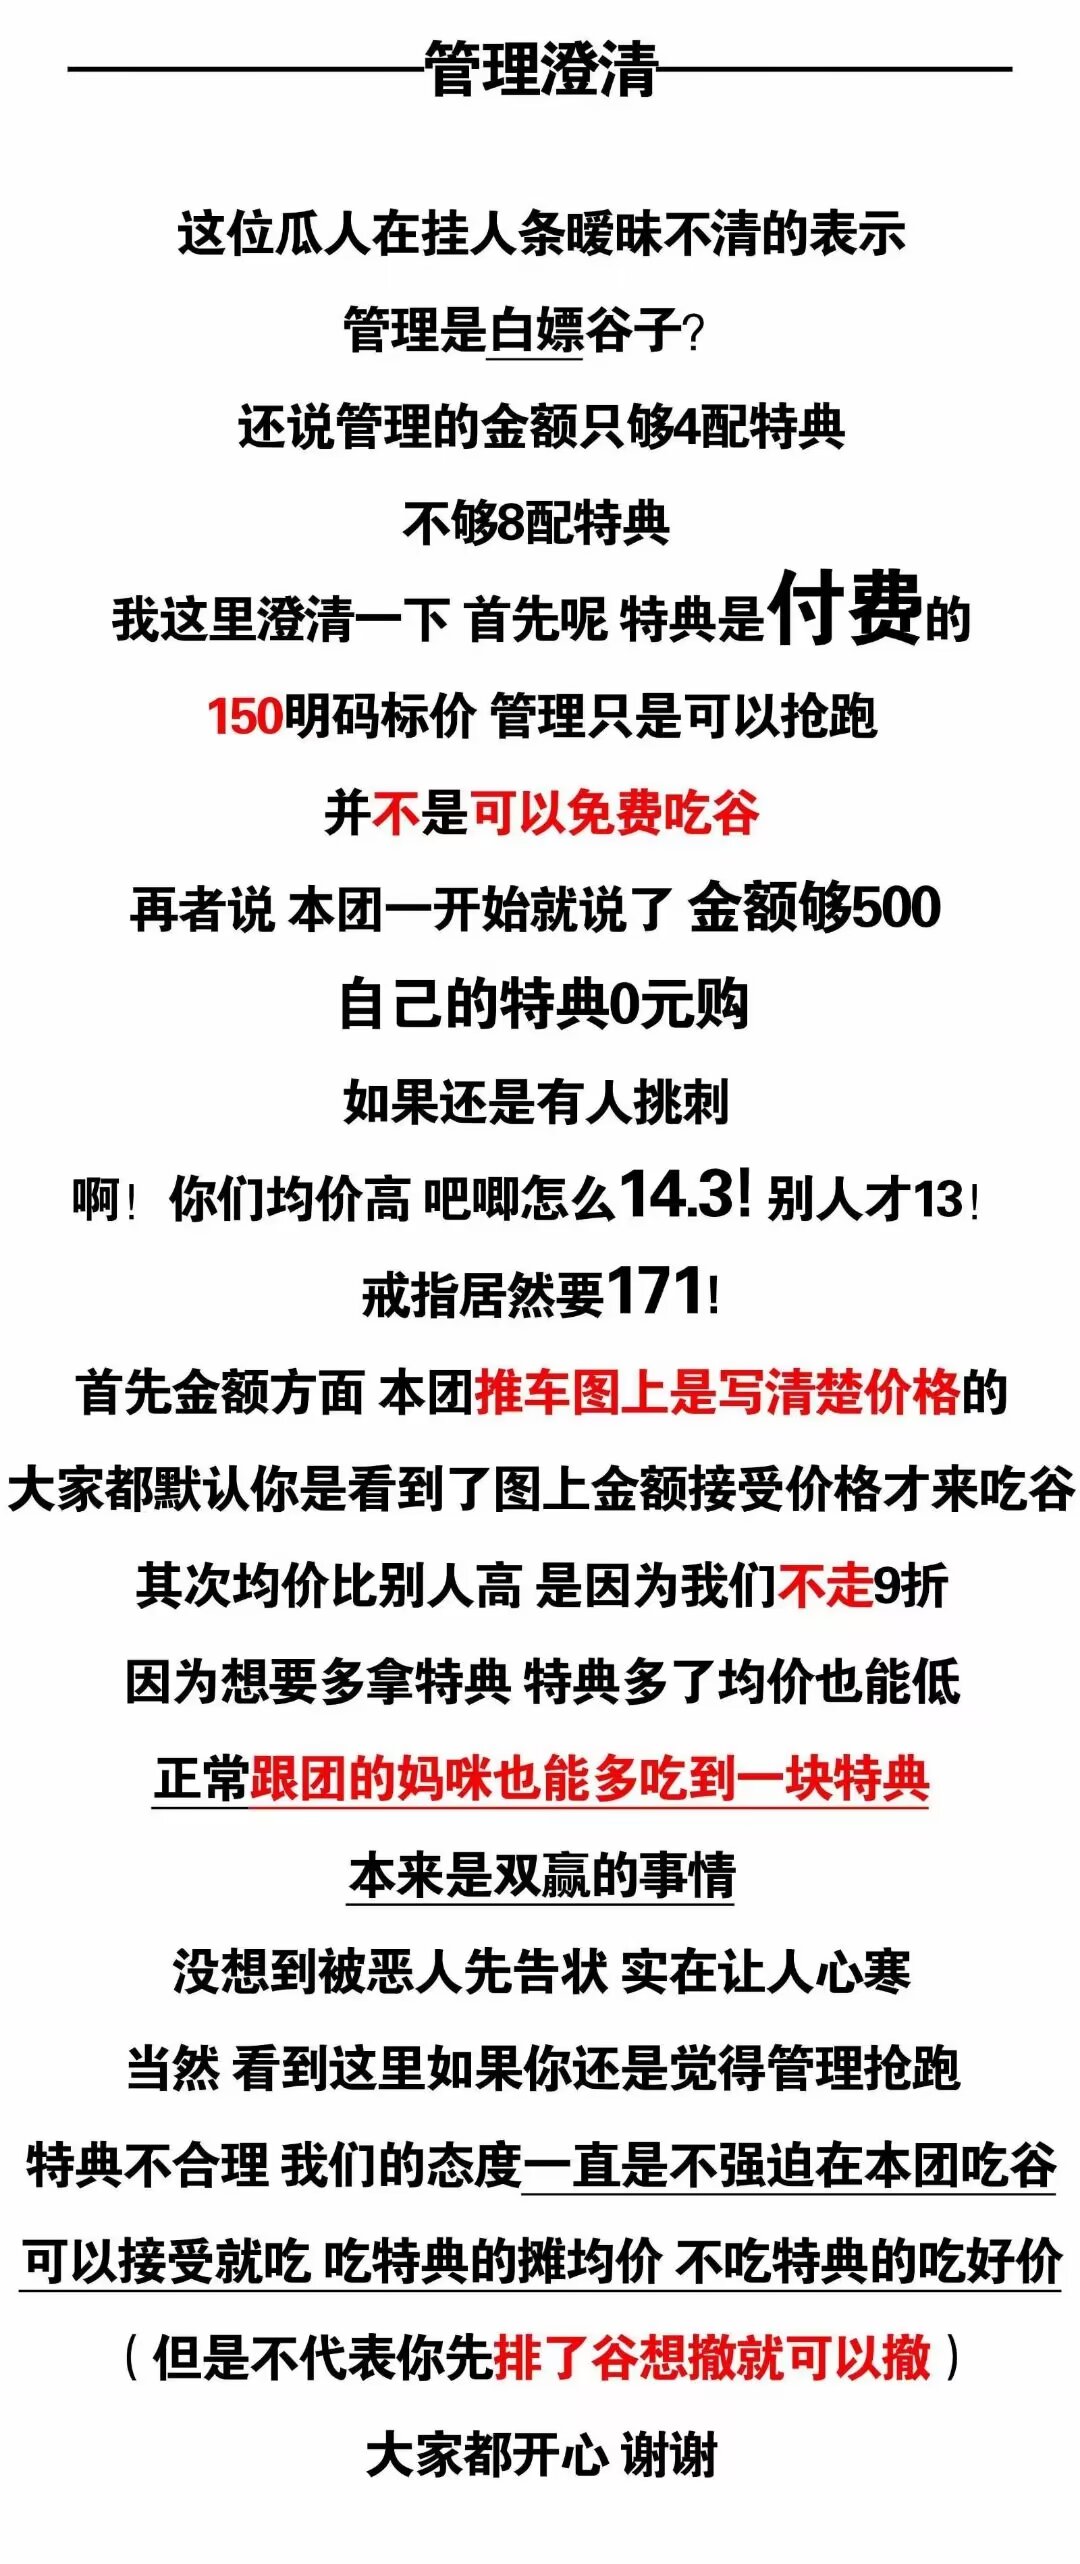 管理澄清
这位瓜人在挂人条暧昧不清的表示
管理是白嫖谷子？
还说管理的金额只够4配特典
不够8配特典
我这里澄清一下 首先呢 特典是付费的
150明码标价 管理只是可以抢跑
并不是可以免费吃谷
再者说 本团一开始就说了 金额够500
自己的特典0元购
如果还是有人挑刺
啊！ 你们均价高 吧唧怎么14.3! 别人才13！
戒指居然要171!
首先金额方面 本团推车图上是写清楚价格的
大家都默认你是看到了图上金额接受价格才来吃谷
其次均价比别人高 是因为我们不走9折
因为想要多拿特典 特典多了均价也能低
正常跟团的妈咪也能多吃到一块特典
本来是双赢的事情
没想到被恶人先告状 实在让人心寒
当然 看到这里如果你还是觉得管理抢跑
特典不合理 我们的态度一直是不强迫在本团吃谷
可以接受就吃 吃特典的摊均价 不吃特典的吃好价
（但是不代表你先排了谷想撤就可以撤）
大家都开心 谢谢